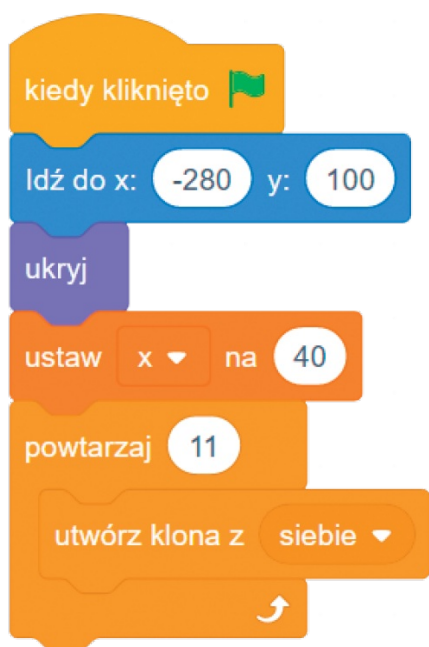 kiedy kliknięto
Idź do x: -280 y: 100
ukryj
ustaw x na 40
powtarzaj 11
utwórz klona z siebie